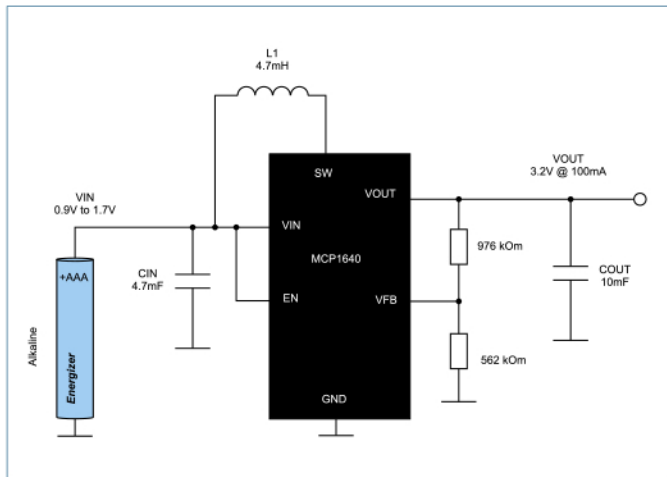 L1
4.7mH
SW
VOUT
VOUT
3.2V @ 100mA
VIN
0.9V to 1.7V
VIN
976 kOm
MCP1640
+AAA
CIN
4.7mF
COUT
10mF
EN
VFB
Alkaline
Energizer
562 kOm
GND